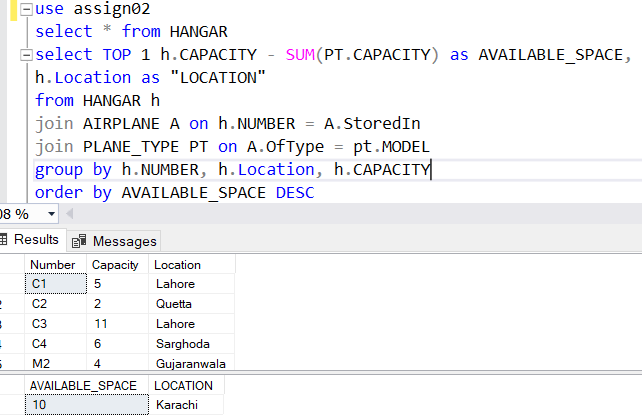 use assign02
select * from HANGAR
select TOP 1 h.CAPACITY - SUM(PT.CAPACITY) as AVAILABLE_SPACE,
h.Location as "LOCATION"
from HANGAR h
join AIRPLANE A on h.NUMBER = A.StoredIn
join PLANE_TYPE PT on A.OfType = pt.MODEL
group by h.NUMBER, h.Location, h.CAPACITY
order by AVAILABLE_SPACE DESC
08 %
Results Messages
Number Capacity Location
C1 5 Lahore
2 C2 2 Quetta
3 C3 11 Lahore
4 C4 6 Sarghoda
5 M2 4 Gujaranwala
AVAILABLE_SPACE LOCATION
10 Karachi